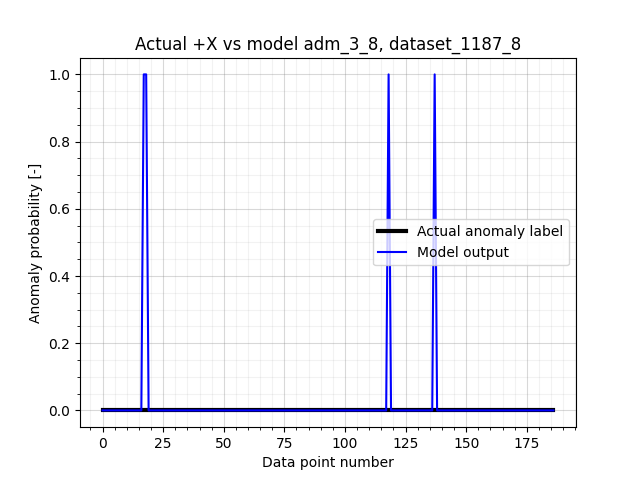 Actual +X vs model adm_3_8, dataset_1187_8
Anomaly probability [-]
1.0
0.8
0.6
0.4
0.2
0.0
Actual anomaly label
Model output
0 25 50 75 100 125 150 175
Data point number